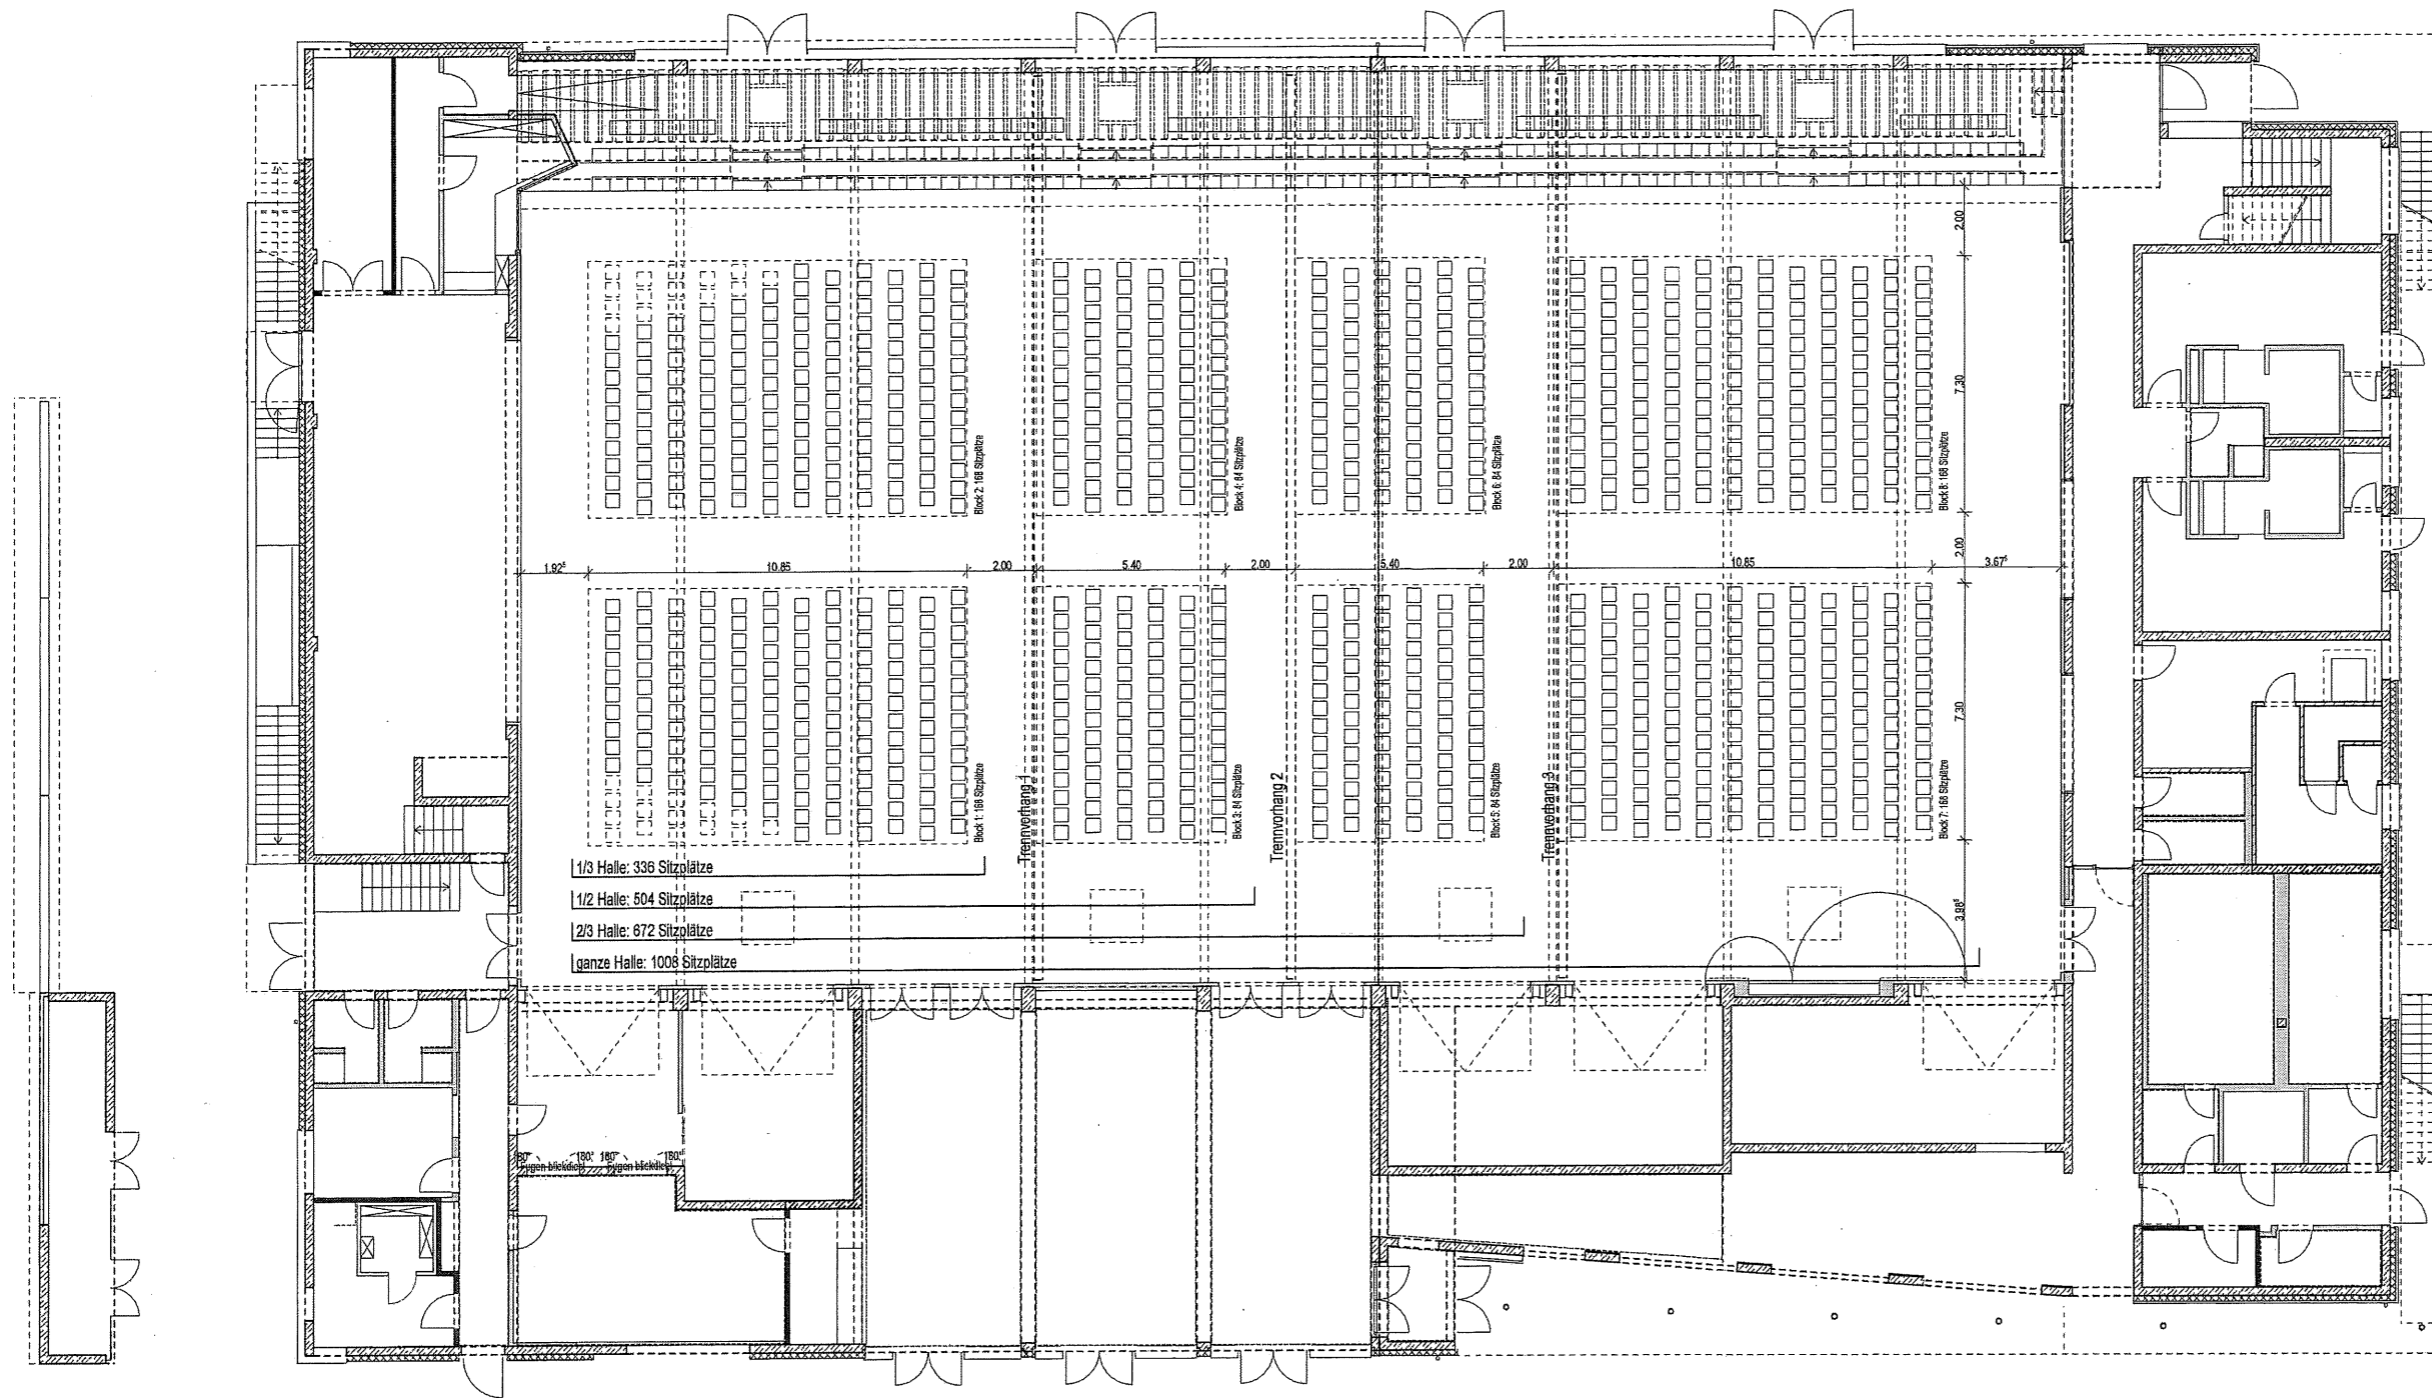 2.00
7.30
Block 2: 168 Sitzplätze
Block 4: 84 Sitzplätze
Block 6: 84 Sitzplätze
Block 8: 168 Sitzplätze
1.92⁵
10.85
2.00
5.40
2.00
5.40
2.00
10.85
3.67⁵
2.00
7.30
Block 1: 168 Sitzplätze
Trennvorhang 1
Block 3: 84 Sitzplätze
Trennvorhang 2
Block 5: 84 Sitzplätze
Trennvorhang 3
Block 7: 168 Sitzplätze
3.98⁵
1/3 Halle: 336 Sitzplätze
1/2 Halle: 504 Sitzplätze
2/3 Halle: 672 Sitzplätze
ganze Halle: 1008 Sitzplätze
180° 180°